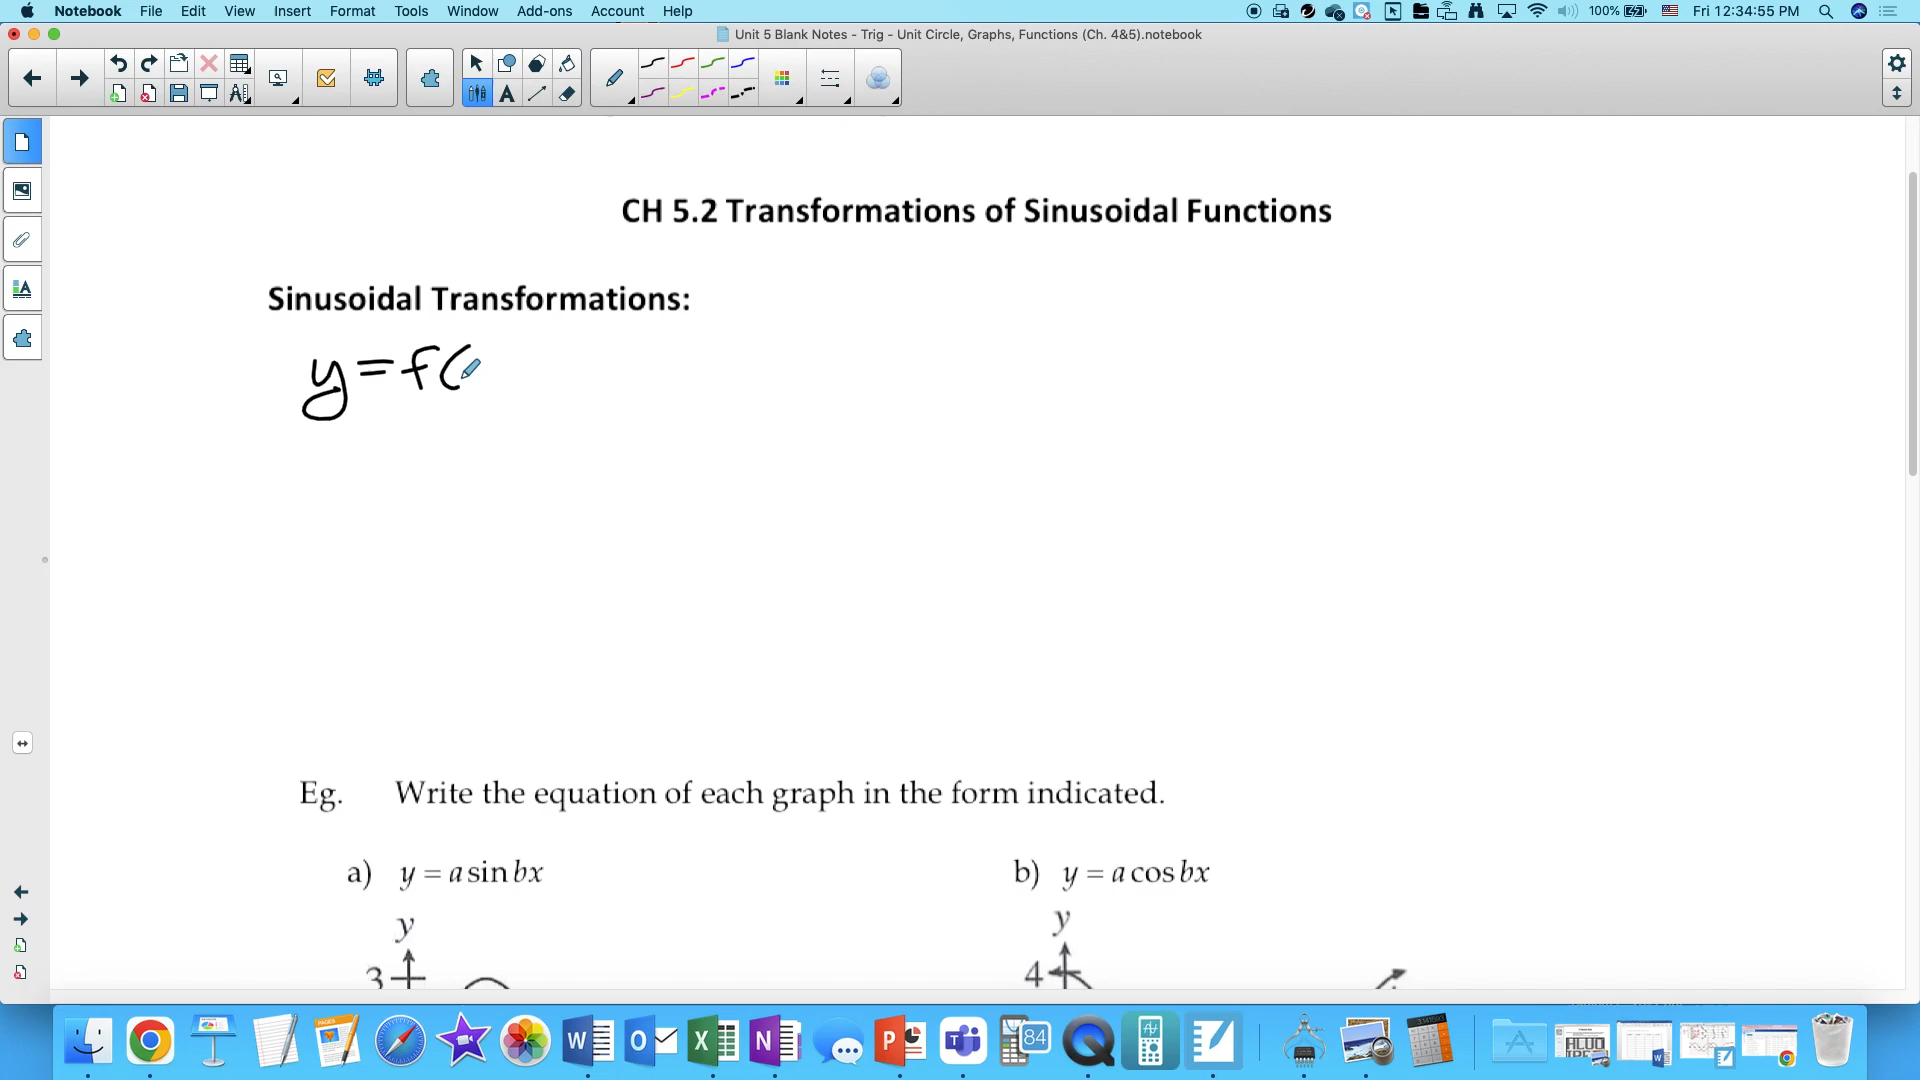 Notebook File Edit View Insert Format Tools Window Add-ons Account Help 100% Fri 12:34:55 PM
Unit 5 Blank Notes - Trig - Unit Circle, Graphs, Functions (Ch. 4&5).notebook
CH 5.2 Transformations of Sinusoidal Functions
Sinusoidal Transformations:
y = f(
Eg. Write the equation of each graph in the form indicated.
a) y = a sin bx b) y = a cos bx
y y
3 4